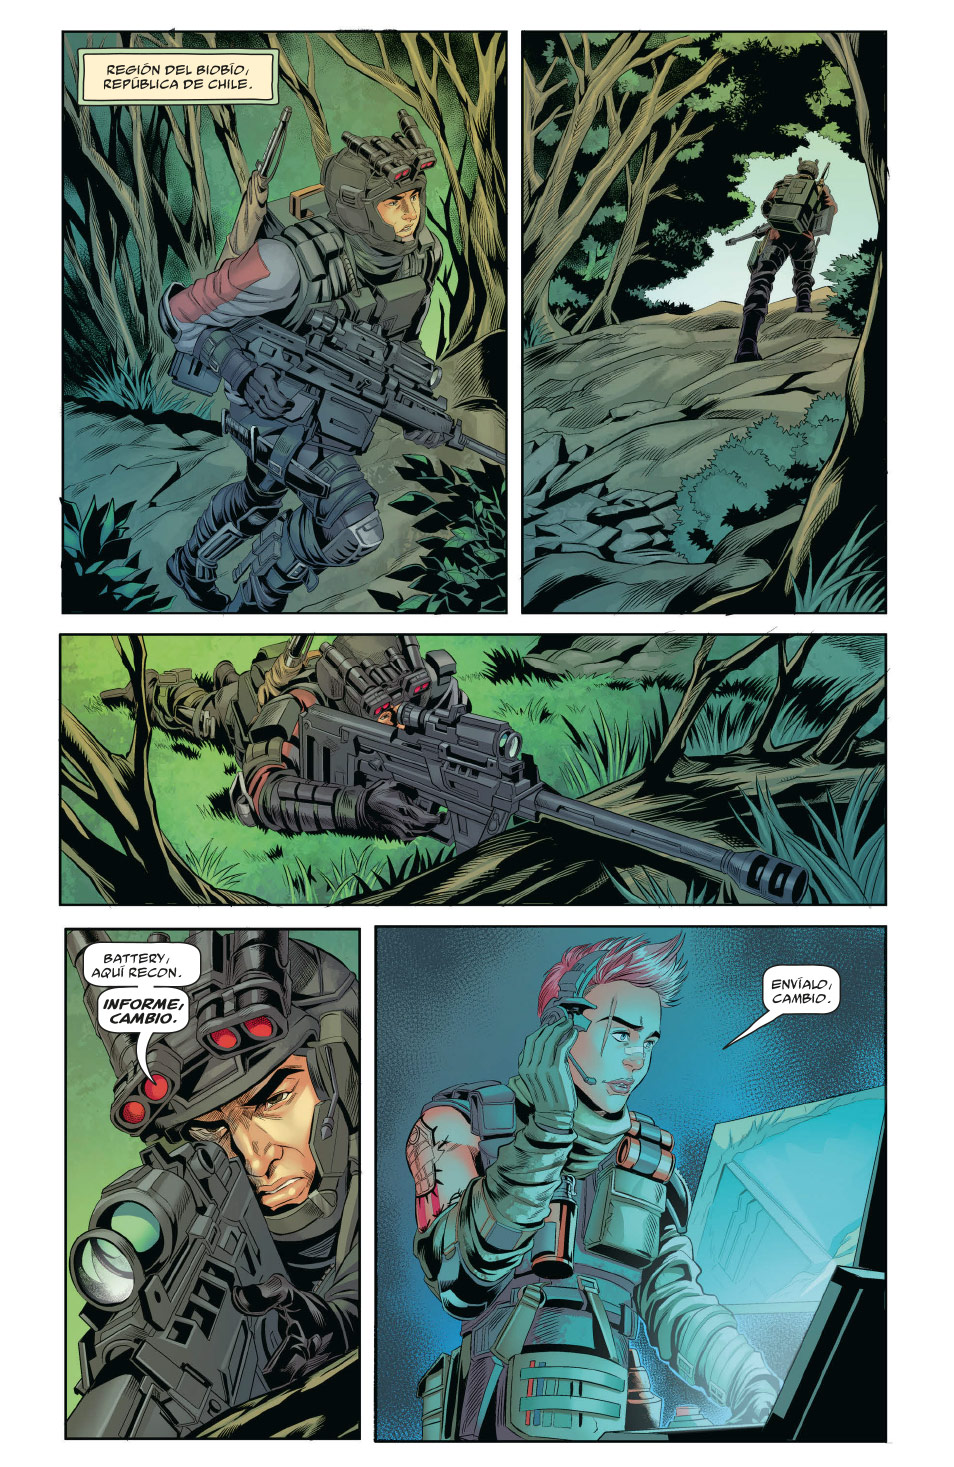 REGIÓN DEL BIOBÍO,
REPÚBLICA DE CHILE.
BATTERY,
AQUÍ RECON.
INFORME,
CAMBIO.
ENVÍALO,
CAMBIO.